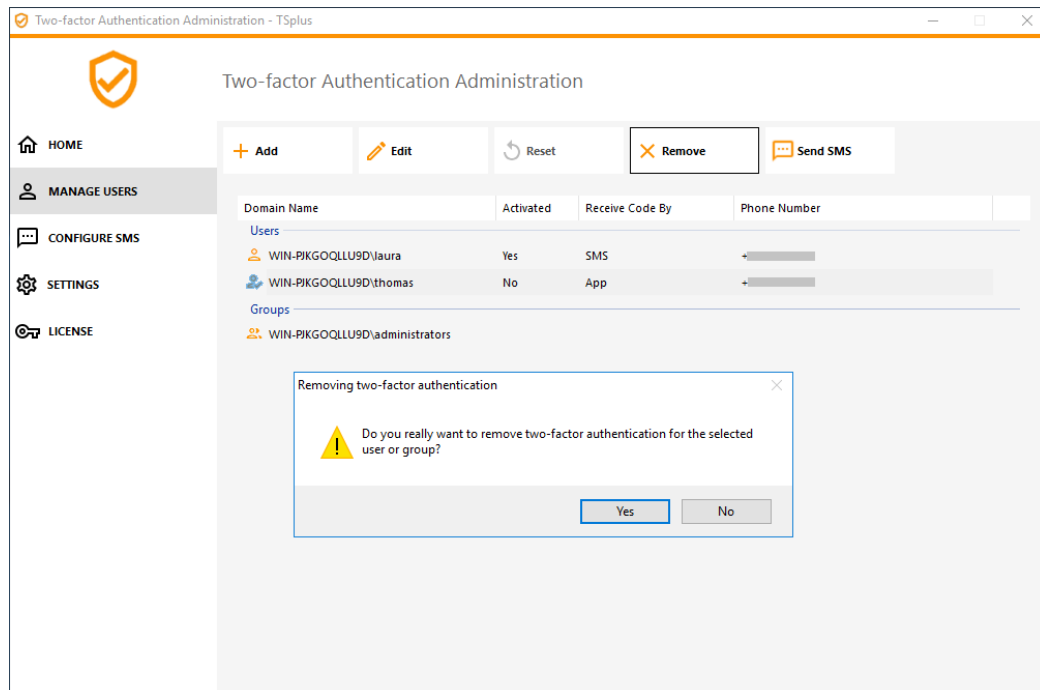 Two-factor Authentication Administration - TSplus
Two-factor Authentication Administration
HOME
MANAGE USERS
CONFIGURE SMS
SETTINGS
LICENSE
Add
Edit
Reset
Remove
Send SMS
Domain Name Activated Receive Code By Phone Number
Users
WIN-PJKGOQLLU9D\laura Yes SMS +
WIN-PJKGOQLLU9D\thomas No App +
Groups
WIN-PJKGOQLLU9D\administrators
Removing two-factor authentication
Do you really want to remove two-factor authentication for the selected
user or group?
Yes
No